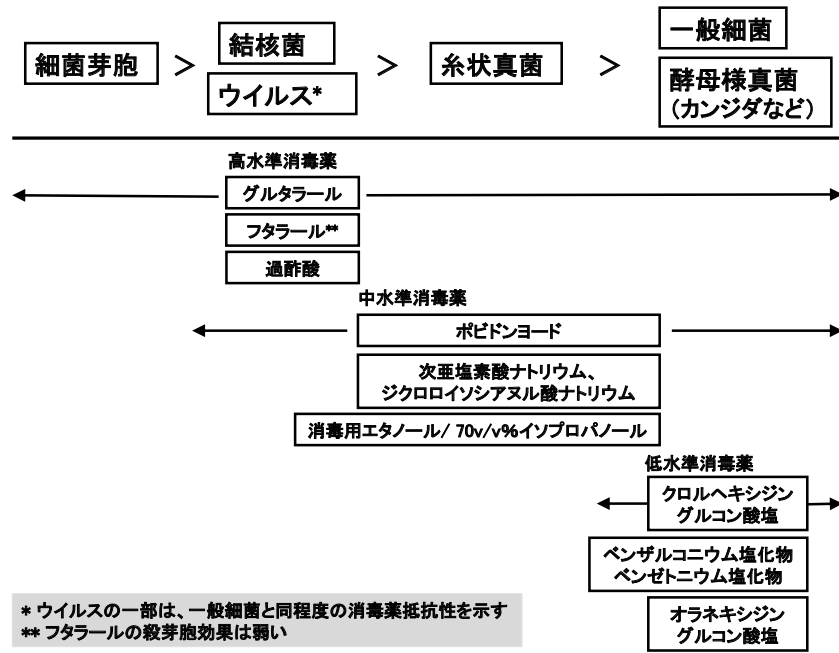 細菌芽胞
>
結核菌
ウイルス*
>
糸状真菌
>
一般細菌
酵母様真菌
(カンジダなど)
高水準消毒薬
グルタラール
フタラール**
過酢酸
中水準消毒薬
ポビドンヨード
次亜塩素酸ナトリウム、
ジクロロイソシアヌル酸ナトリウム
消毒用エタノール/ 70v/v%イソプロパノール
低水準消毒薬
クロルヘキシジン
グルコン酸塩
ベンザルコニウム塩化物
ベンゼトニウム塩化物
オラネキシジン
グルコン酸塩
* ウイルスの一部は、一般細菌と同程度の消毒薬抵抗性を示す
** フタラールの殺芽胞効果は弱い